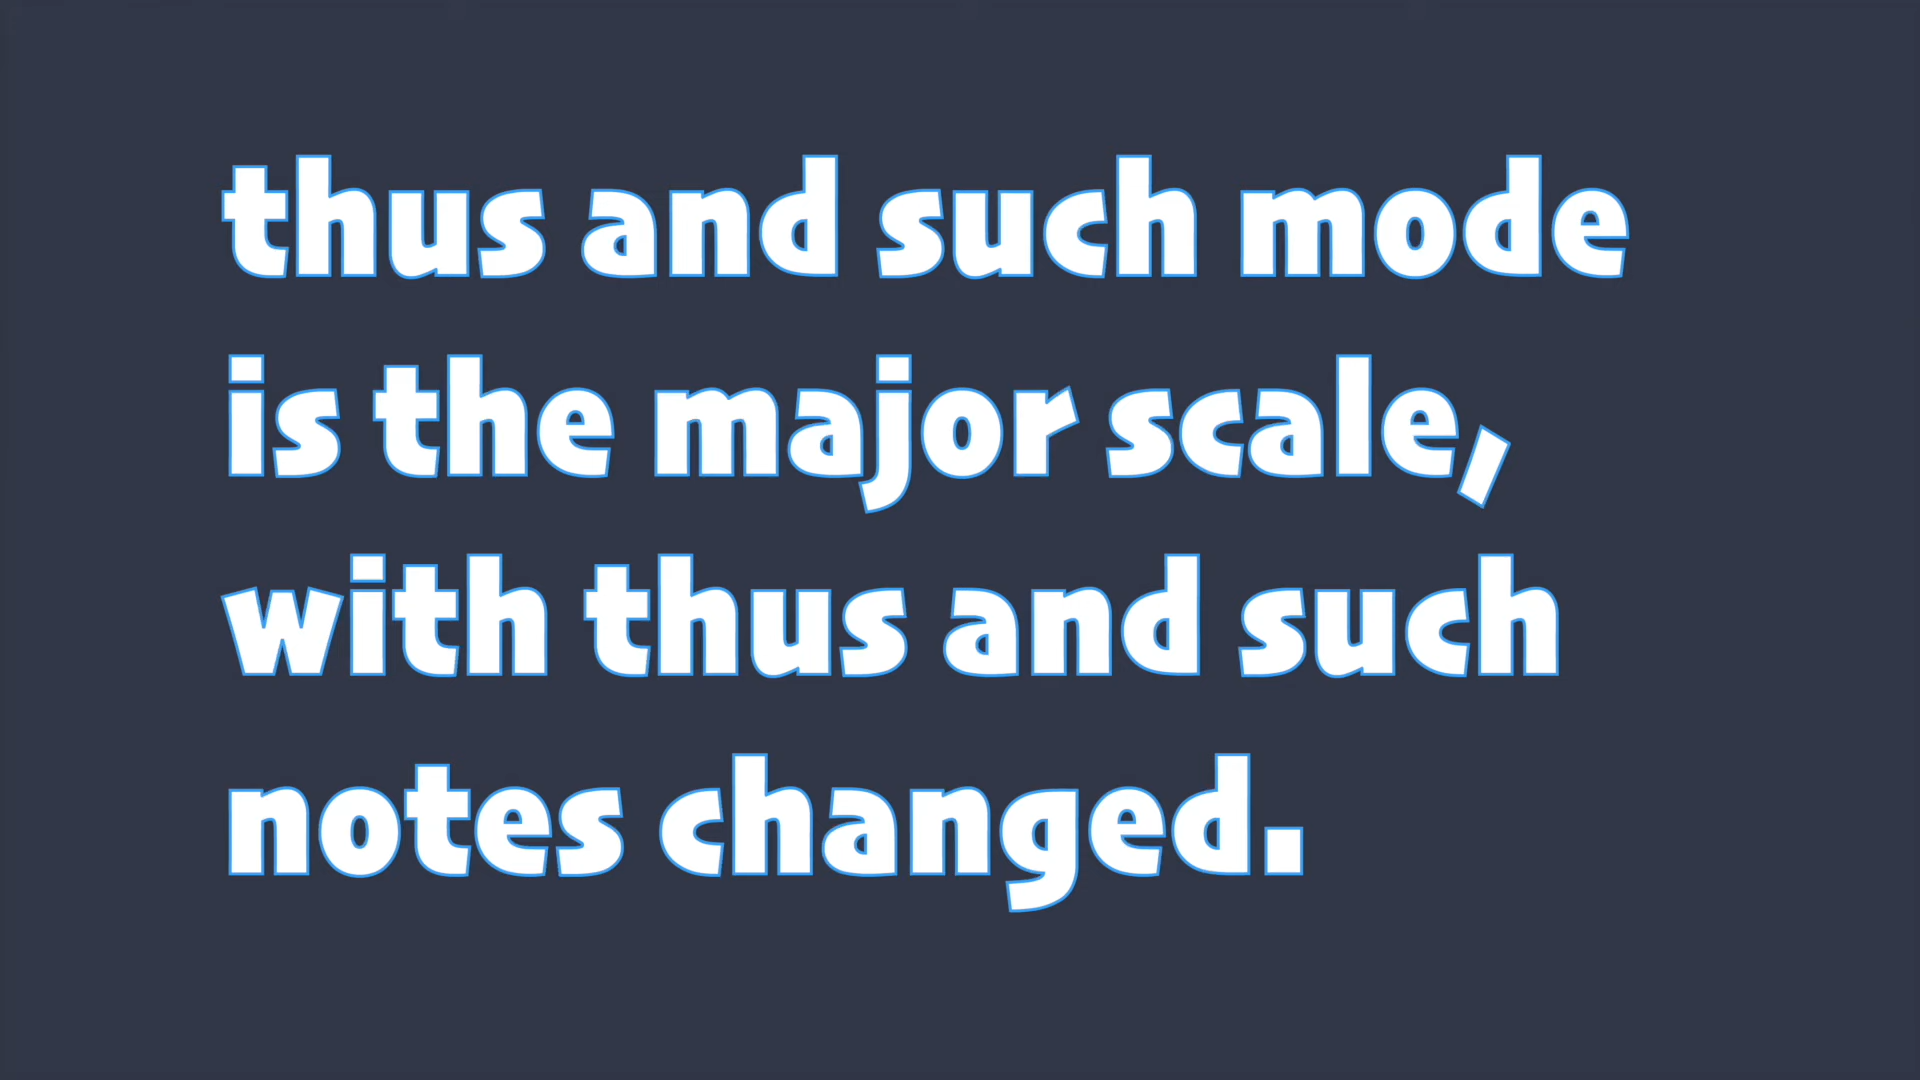 thus and such mode
is the major scale,
with thus and such
notes changed.